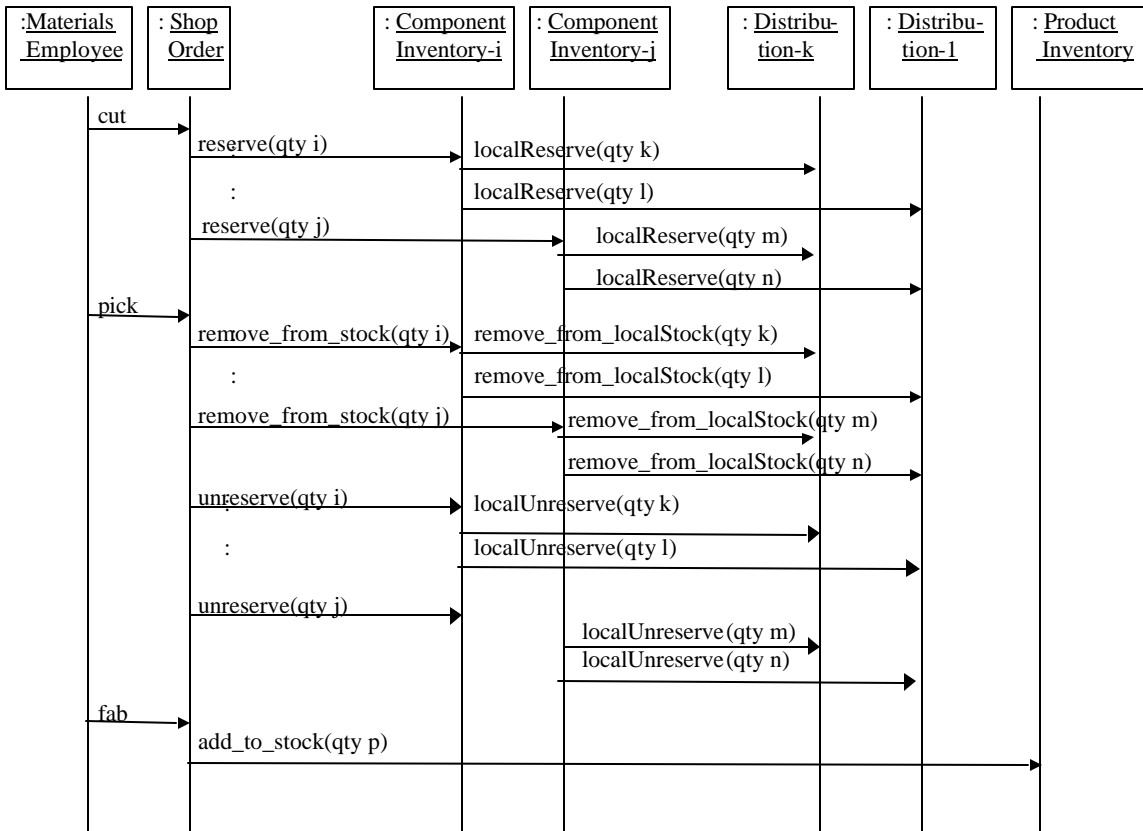 :Materials
Employee
: Shop
Order
: Component
Inventory-i
: Component
Inventory-j
: Distribu-
tion-k
: Distribu-
tion-1
: Product
Inventory
cut
reserve(qty i)
:
localReserve(qty k)
:
localReserve(qty l)
reserve(qty j)
localReserve(qty m)
localReserve(qty n)
pick
remove_from_stock(qty i)
:
remove_from_localStock(qty k)
:
remove_from_localStock(qty l)
remove_from_stock(qty j)
remove_from_localStock(qty m)
remove_from_localStock(qty n)
unreserve(qty i)
:
localUnreserve(qty k)
:
localUnreserve(qty l)
unreserve(qty j)
localUnreserve(qty m)
localUnreserve(qty n)
fab
add_to_stock(qty p)